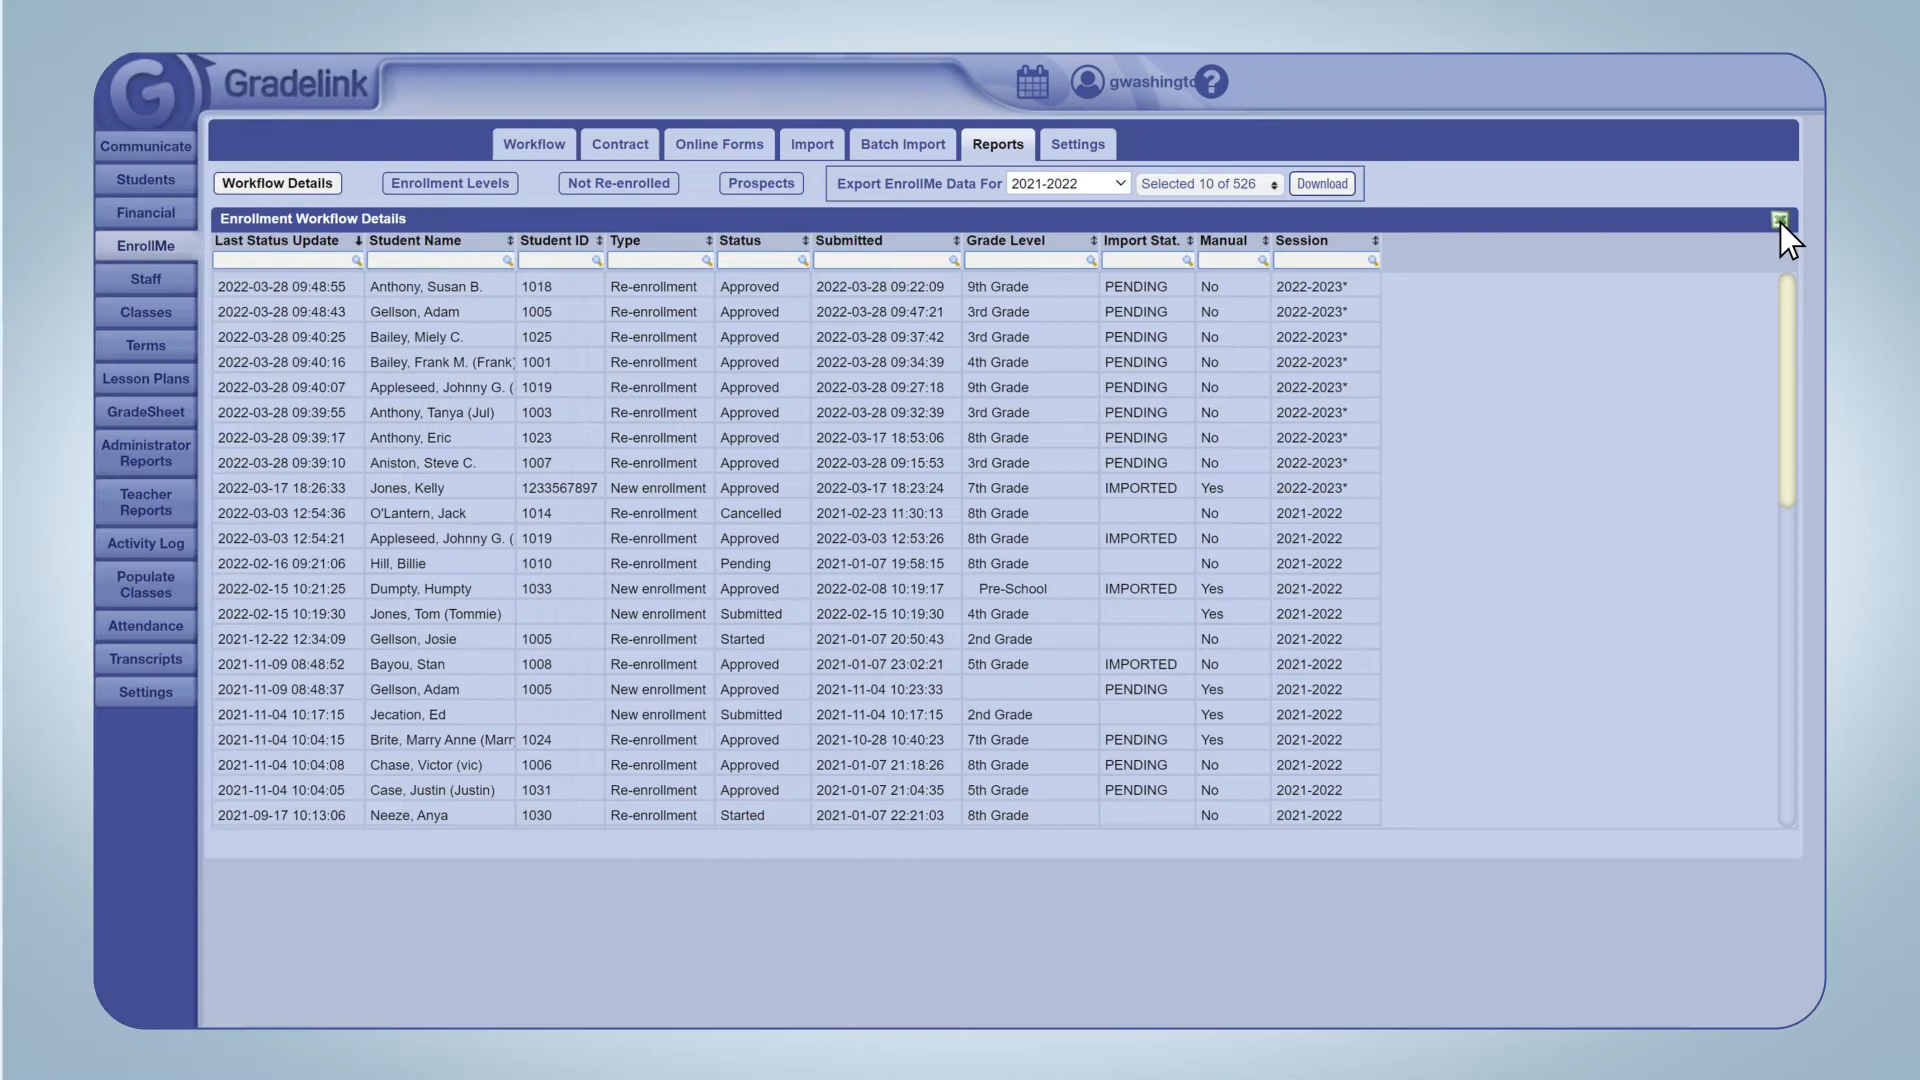 Gradelink
gwashingto
Communicate
Students
Financial
EnrollMe
Staff
Classes
Terms
Lesson Plans
GradeSheet
Administrator
Reports
Teacher
Reports
Activity Log
Populate
Classes
Attendance
Transcripts
Settings
Workflow Contract Online Forms Import Batch Import Reports Settings
Workflow Details Enrollment Levels Not Re-enrolled Prospects Export EnrollMe Data For 2021-2022 Selected 10 of 526 Download
Enrollment Workflow Details
Last Status Update Student Name Student ID Type Status Submitted Grade Level Import Stat. Manual Session
2022-03-28 09:48:55 Anthony, Susan B. 1018 Re-enrollment Approved 2022-03-28 09:22:09 9th Grade PENDING No 2022-2023*
2022-03-28 09:48:43 Gellson, Adam 1005 Re-enrollment Approved 2022-03-28 09:47:21 3rd Grade PENDING No 2022-2023*
2022-03-28 09:40:25 Bailey, Miely C. 1025 Re-enrollment Approved 2022-03-28 09:37:42 3rd Grade PENDING No 2022-2023*
2022-03-28 09:40:16 Bailey, Frank M. (Frank) 1001 Re-enrollment Approved 2022-03-28 09:34:39 4th Grade PENDING No 2022-2023*
2022-03-28 09:40:07 Appleseed, Johnny G. ( 1019 Re-enrollment Approved 2022-03-28 09:27:18 9th Grade PENDING No 2022-2023*
2022-03-28 09:39:55 Anthony, Tanya (Jul) 1003 Re-enrollment Approved 2022-03-28 09:32:39 3rd Grade PENDING No 2022-2023*
2022-03-28 09:39:17 Anthony, Eric 1023 Re-enrollment Approved 2022-03-17 18:53:06 8th Grade PENDING No 2022-2023*
2022-03-28 09:39:10 Aniston, Steve C. 1007 Re-enrollment Approved 2022-03-28 09:15:53 3rd Grade PENDING No 2022-2023*
2022-03-17 18:26:33 Jones, Kelly 1233567897 New enrollment Approved 2022-03-17 18:23:24 7th Grade IMPORTED Yes 2022-2023*
2022-03-03 12:54:36 O'Lantern, Jack 1014 Re-enrollment Cancelled 2021-02-23 11:30:13 8th Grade No 2021-2022
2022-03-03 12:54:21 Appleseed, Johnny G. ( 1019 Re-enrollment Approved 2022-03-03 12:53:26 8th Grade IMPORTED No 2021-2022
2022-02-16 09:21:06 Hill, Billie 1010 Re-enrollment Pending 2021-01-07 19:58:15 8th Grade No 2021-2022
2022-02-15 10:21:25 Dumpty, Humpty 1033 New enrollment Approved 2022-02-08 10:19:17 Pre-School IMPORTED Yes 2021-2022
2022-02-15 10:19:30 Jones, Tom (Tommie) New enrollment Submitted 2022-02-15 10:19:30 4th Grade Yes 2021-2022
2021-12-22 12:34:09 Gellson, Josie 1005 Re-enrollment Started 2021-01-07 20:50:43 2nd Grade No 2021-2022
2021-11-09 08:48:52 Bayou, Stan 1008 Re-enrollment Approved 2021-01-07 23:02:21 5th Grade IMPORTED No 2021-2022
2021-11-09 08:48:37 Gellson, Adam 1005 New enrollment Approved 2021-11-04 10:23:33 PENDING Yes 2021-2022
2021-11-04 10:17:15 Jecation, Ed New enrollment Submitted 2021-11-04 10:17:15 2nd Grade Yes 2021-2022
2021-11-04 10:04:15 Brite, Marry Anne (Marr 1024 Re-enrollment Approved 2021-10-28 10:40:23 7th Grade PENDING Yes 2021-2022
2021-11-04 10:04:08 Chase, Victor (vic) 1006 Re-enrollment Approved 2021-01-07 21:18:26 8th Grade PENDING No 2021-2022
2021-11-04 10:04:05 Case, Justin (Justin) 1031 Re-enrollment Approved 2021-01-07 21:04:35 5th Grade PENDING No 2021-2022
2021-09-17 10:13:06 Neeze, Anya 1030 Re-enrollment Started 2021-01-07 22:21:03 8th Grade No 2021-2022